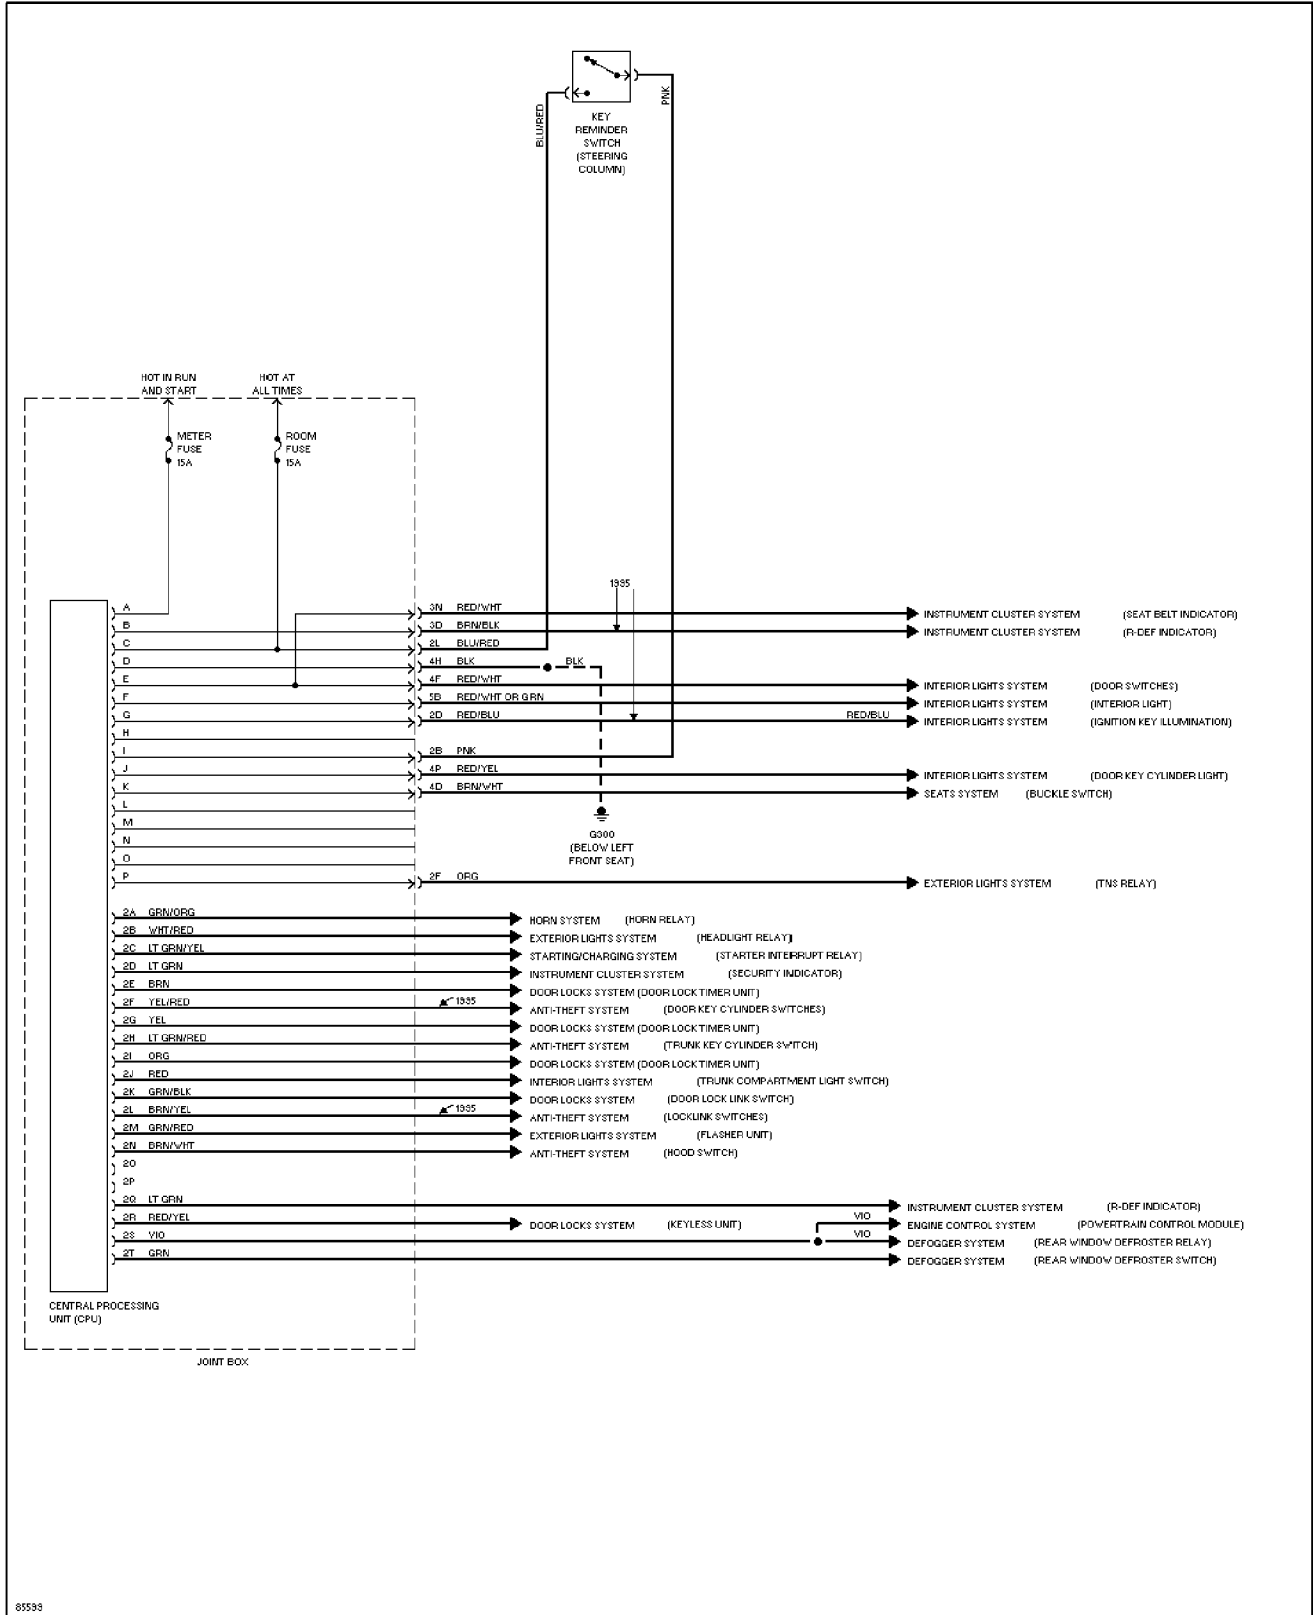 BLU/RED
PNK
KEY
REMINDER
SWITCH
(STEERING
COLUMN)
HOT IN RUN
AND START
HOT AT
ALL TIMES
METER
FUSE
15A
ROOM
FUSE
15A
1995
A
3N RED/WHT
INSTRUMENT CLUSTER SYSTEM (SEAT BELT INDICATOR)
B
3D BRN/BLK
INSTRUMENT CLUSTER SYSTEM (R-DEF INDICATOR)
C
2L BLU/RED
D
4H BLK
BLK
E
4F RED/WHT
INTERIOR LIGHTS SYSTEM (DOOR SWITCHES)
F
5B RED/WHT OR GRN
INTERIOR LIGHTS SYSTEM (INTERIOR LIGHT)
G
2D RED/BLU
RED/BLU
INTERIOR LIGHTS SYSTEM (IGNITION KEY ILLUMINATION)
H
I
2B PNK
J
4P RED/YEL
INTERIOR LIGHTS SYSTEM (DOOR KEY CYLINDER LIGHT)
K
4D BRN/WHT
SEATS SYSTEM (BUCKLE SWITCH)
L
M
N
O
G300
(BELOW LEFT
FRONT SEAT)
P
2F ORG
EXTERIOR LIGHTS SYSTEM (TNS RELAY)
2A GRN/ORG
HORN SYSTEM (HORN RELAY)
2B WHT/RED
EXTERIOR LIGHTS SYSTEM (HEADLIGHT RELAY)
2C LT GRN/YEL
STARTING/CHARGING SYSTEM (STARTER INTERRUPT RELAY)
2D LT GRN
INSTRUMENT CLUSTER SYSTEM (SECURITY INDICATOR)
2E BRN
DOOR LOCKS SYSTEM (DOOR LOCK TIMER UNIT)
2F YEL/RED
1995
ANTI-THEFT SYSTEM (DOOR KEY CYLINDER SWITCHES)
2G YEL
DOOR LOCKS SYSTEM (DOOR LOCK TIMER UNIT)
2H LT GRN/RED
ANTI-THEFT SYSTEM (TRUNK KEY CYLINDER SWITCH)
2I ORG
DOOR LOCKS SYSTEM (DOOR LOCK TIMER UNIT)
2J RED
INTERIOR LIGHTS SYSTEM (TRUNK COMPARTMENT LIGHT SWITCH)
2K GRN/BLK
DOOR LOCKS SYSTEM (DOOR LOCK LINK SWITCH)
2L BRN/YEL
1995
ANTI-THEFT SYSTEM (LOCKLINK SWITCHES)
2M GRN/RED
EXTERIOR LIGHTS SYSTEM (FLASHER UNIT)
2N BRN/WHT
ANTI-THEFT SYSTEM (HOOD SWITCH)
2O
2P
2Q LT GRN
INSTRUMENT CLUSTER SYSTEM (R-DEF INDICATOR)
2R RED/YEL
DOOR LOCKS SYSTEM (KEYLESS UNIT)
VIO
ENGINE CONTROL SYSTEM (POWERTRAIN CONTROL MODULE)
2S VIO
VIO
DEFOGGER SYSTEM (REAR WINDOW DEFROSTER RELAY)
2T GRN
DEFOGGER SYSTEM (REAR WINDOW DEFROSTER SWITCH)
CENTRAL PROCESSING
UNIT (CPU)
JOINT BOX
85599